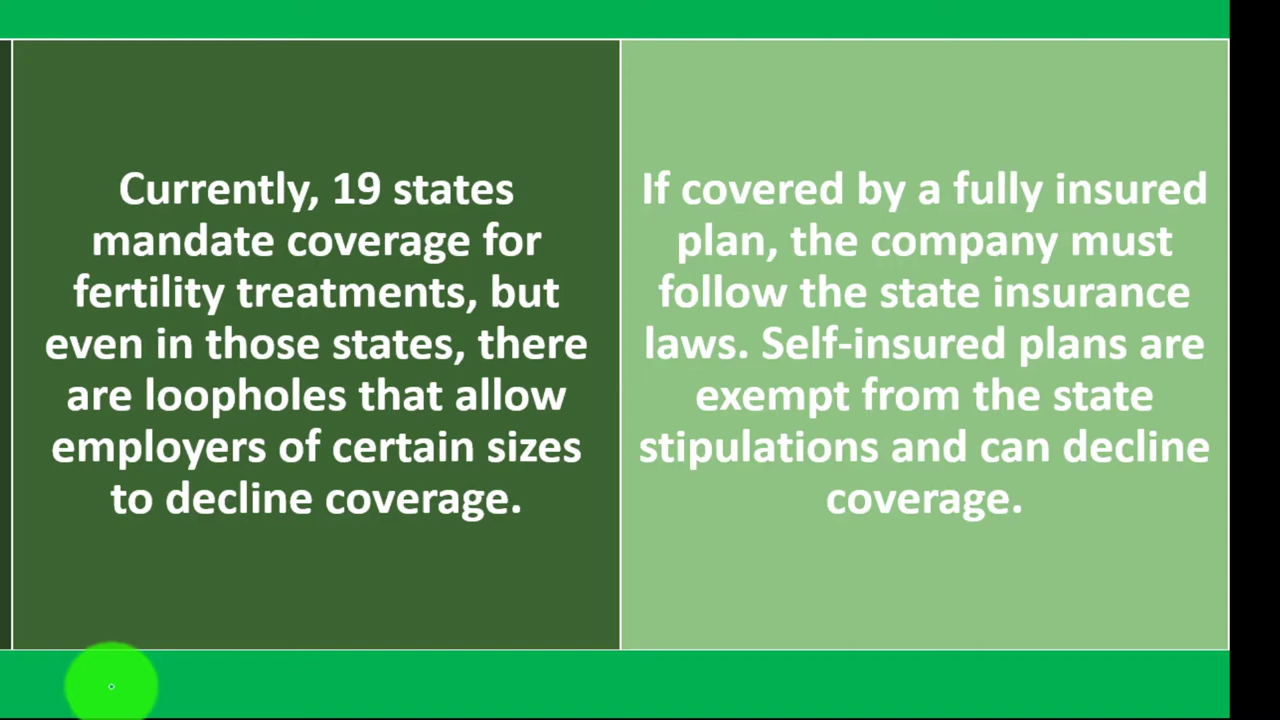 Currently, 19 states
mandate coverage for
fertility treatments, but
even in those states, there
are loopholes that allow
employers of certain sizes
to decline coverage.
If covered by a fully insured
plan, the company must
follow the state insurance
laws. Self-insured plans are
exempt from the state
stipulations and can decline
coverage.